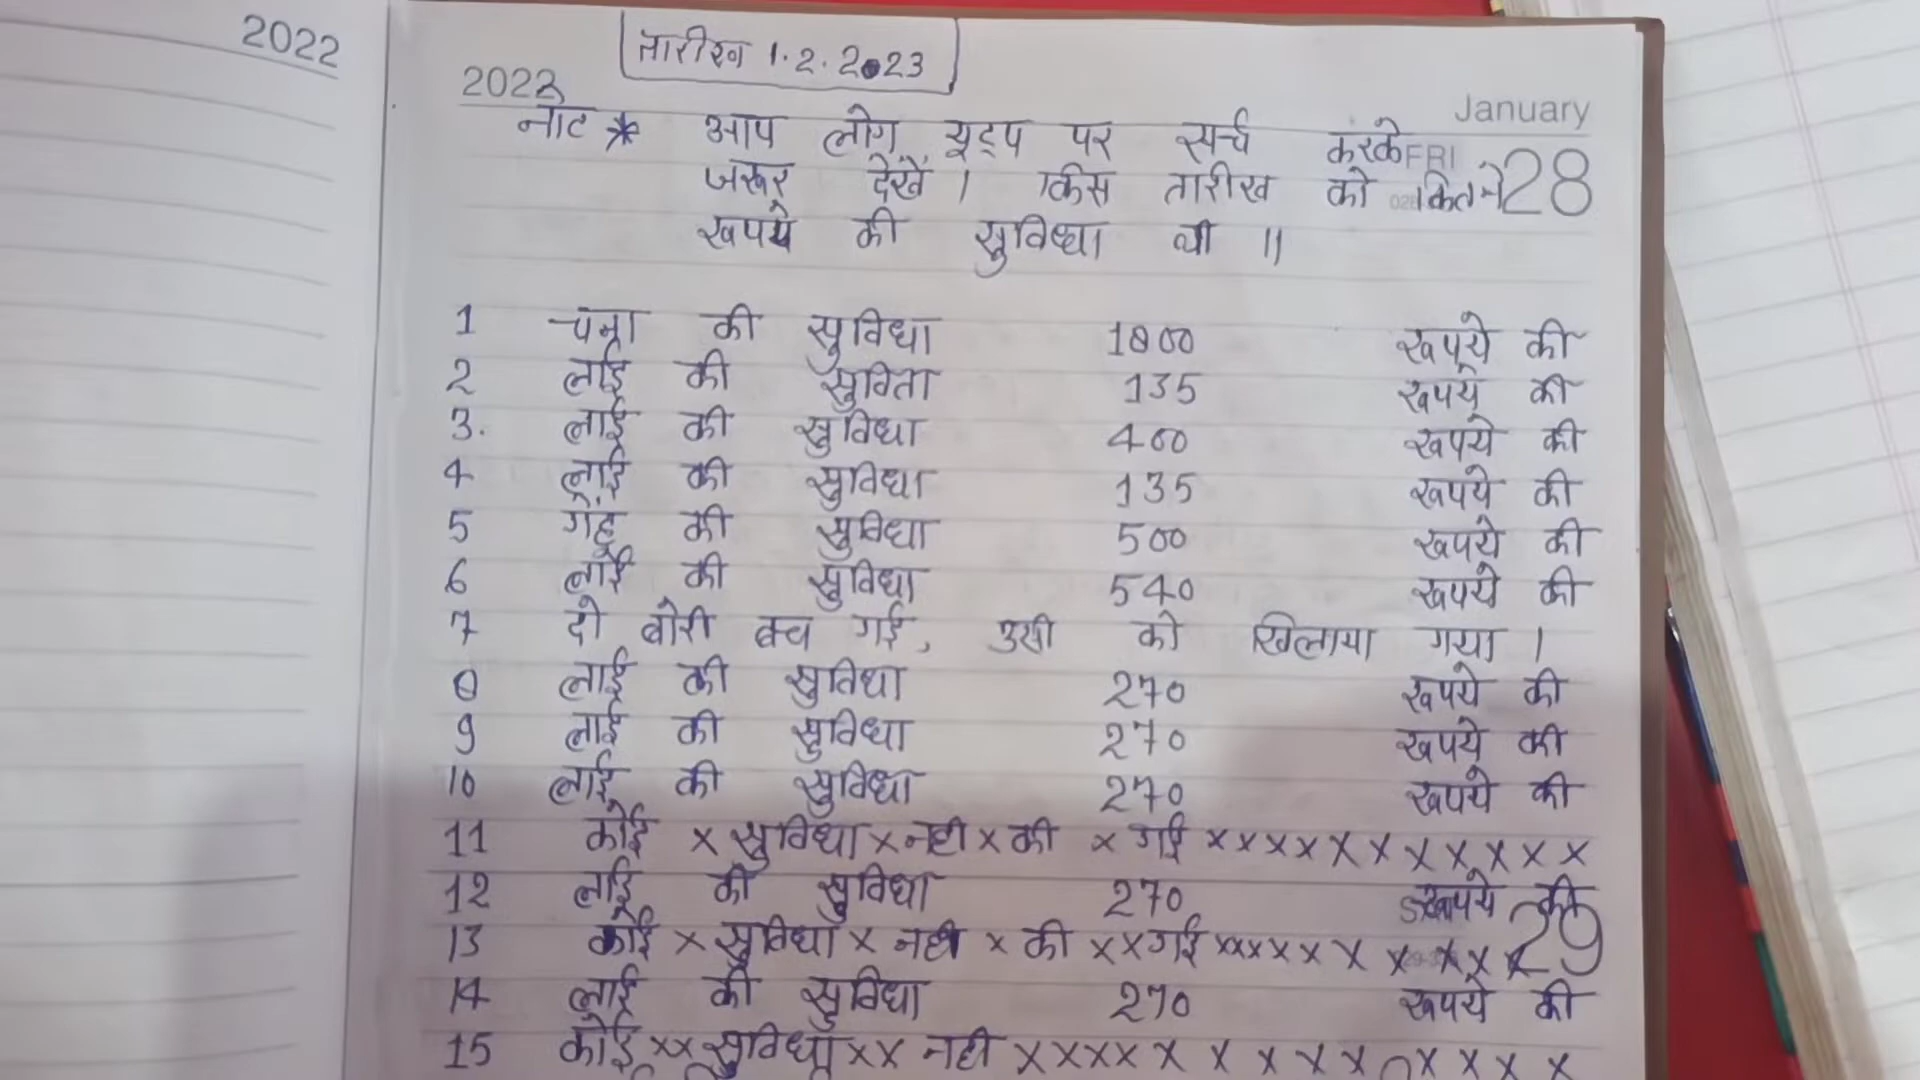 2022
तारीख 1.2.2023
2023
January
नोट * आप लोग यूटूप पर सर्च करके FRI 28
जरूर देखें । किस तारीख को कितने
रूपये की सुविधा थी ॥
1 चन्ना की सुविधा 1800 रूपये की
2 लाई की सुविता 135 रूपये की
3. लाई की सुविधा 400 रूपये की
4 लाई की सुविधा 135 रूपये की
5 गेंहू की सुविधा 500 रूपये की
6 लाई की सुविधा 540 रूपये की
7 दो बोरी बच गई, उसी को खिलाया गया ।
8 लाई की सुविधा 270 रूपये की
9 लाई की सुविधा 270 रूपये की
10 लाई की सुविधा 270 रूपये की
11 कोई × सुविधा × नही × की × गई × × × × × × × × × × ×
12 लाई की सुविधा 270 रूपये की
13 कोई × सुविधा × नही × की × × गई × × × × × × × × × × × 29
14 लाई की सुविधा 270 रूपये की
15 कोई × × सुविधा × × नही × × × × × × × × × × × × ×